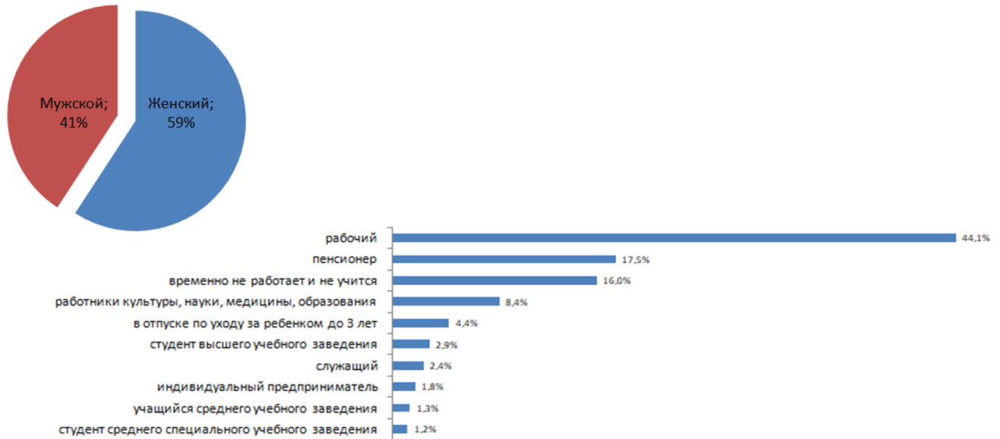 Мужской;
41%
Женский;
59%
рабочий 44,1%
пенсионер 17,5%
временно не работает и не учится 16,0%
работники культуры, науки, медицины, образования 8,4%
в отпуске по уходу за ребенком до 3 лет 4,4%
студент высшего учебного заведения 2,9%
служащий 2,4%
индивидуальный предприниматель 1,8%
учащийся среднего учебного заведения 1,3%
студент среднего специального учебного заведения 1,2%